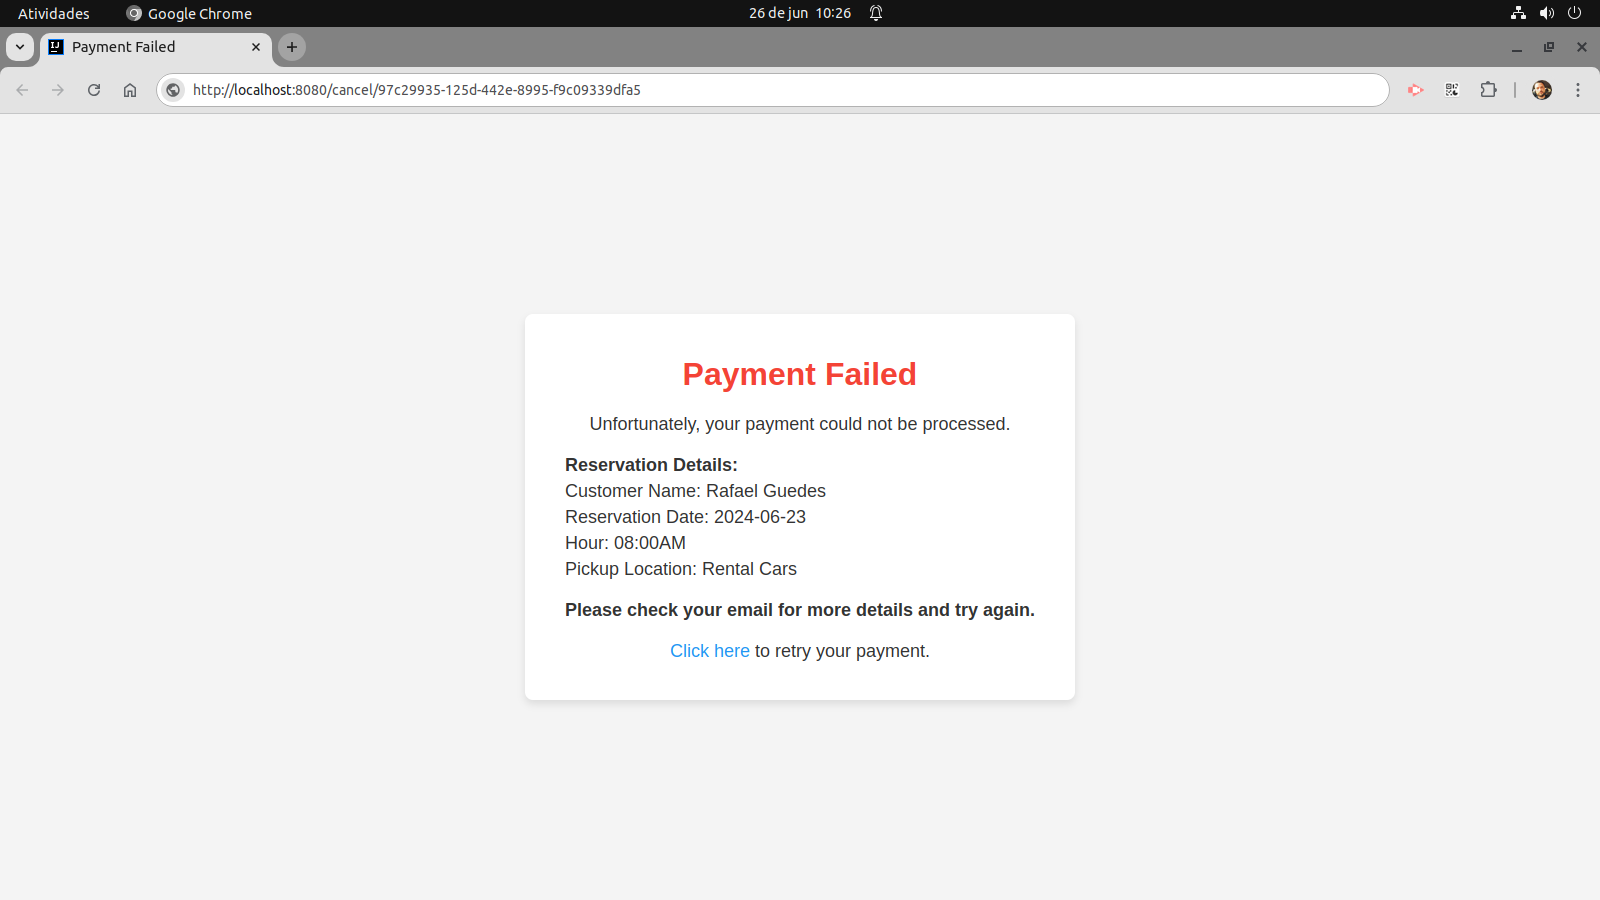 Atividades Google Chrome 26 de jun 10:26
Payment Failed
http://localhost:8080/cancel/97c29935-125d-442e-8995-f9c09339dfa5
Payment Failed
Unfortunately, your payment could not be processed.
Reservation Details:
Customer Name: Rafael Guedes
Reservation Date: 2024-06-23
Hour: 08:00AM
Pickup Location: Rental Cars
Please check your email for more details and try again.
Click here to retry your payment.